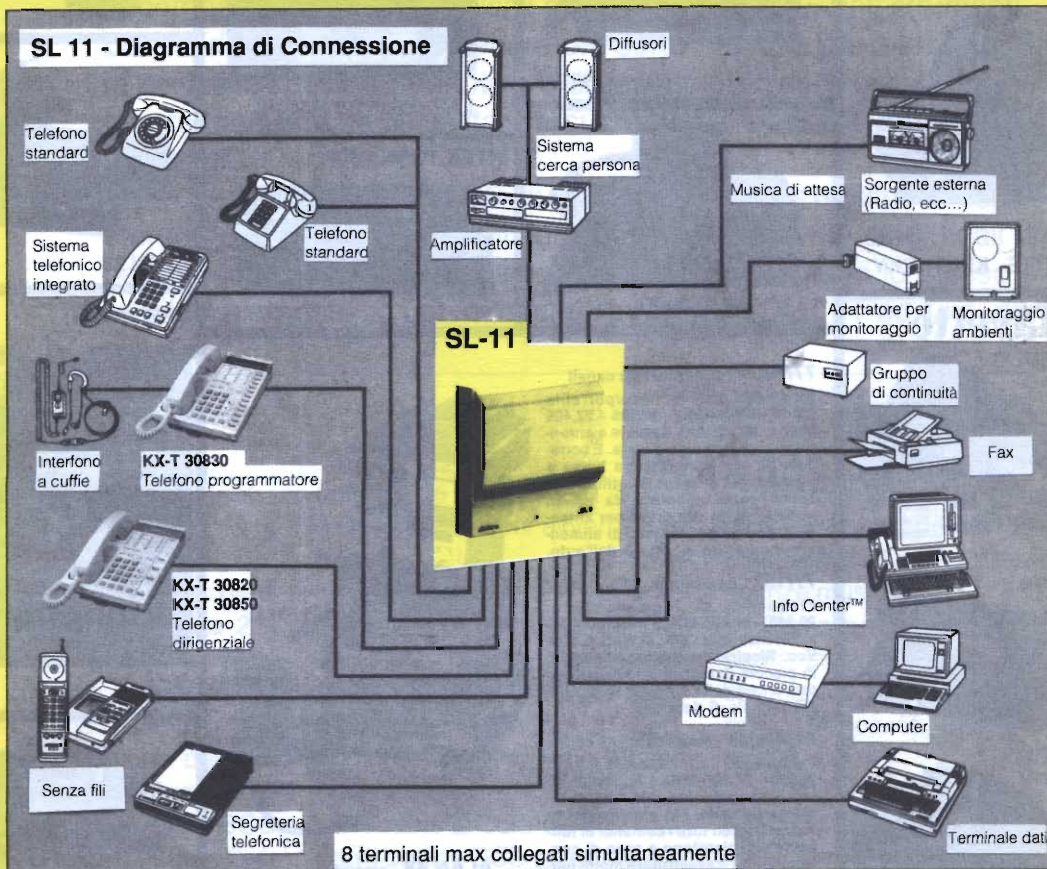 SL 11 - Diagramma di Connessione
Diffusori
Telefono
standard
Sistema
cerca persona
Musica di attesa
Sorgente esterna
(Radio, ecc...)
Telefono
standard
Amplificatore
Sistema
telefonico
integrato
Adattatore per
monitoraggio
Monitoraggio
ambienti
SL-11
Gruppo
di continuità
Interfono
a cuffie
KX-T 30830
Telefono programmatore
Fax
KX-T 30820
KX-T 30850
Telefono
dirigenziale
Info Center™
Modem
Computer
Senza fili
Segreteria
telefonica
Terminale dati
8 terminali max collegati simultaneamente